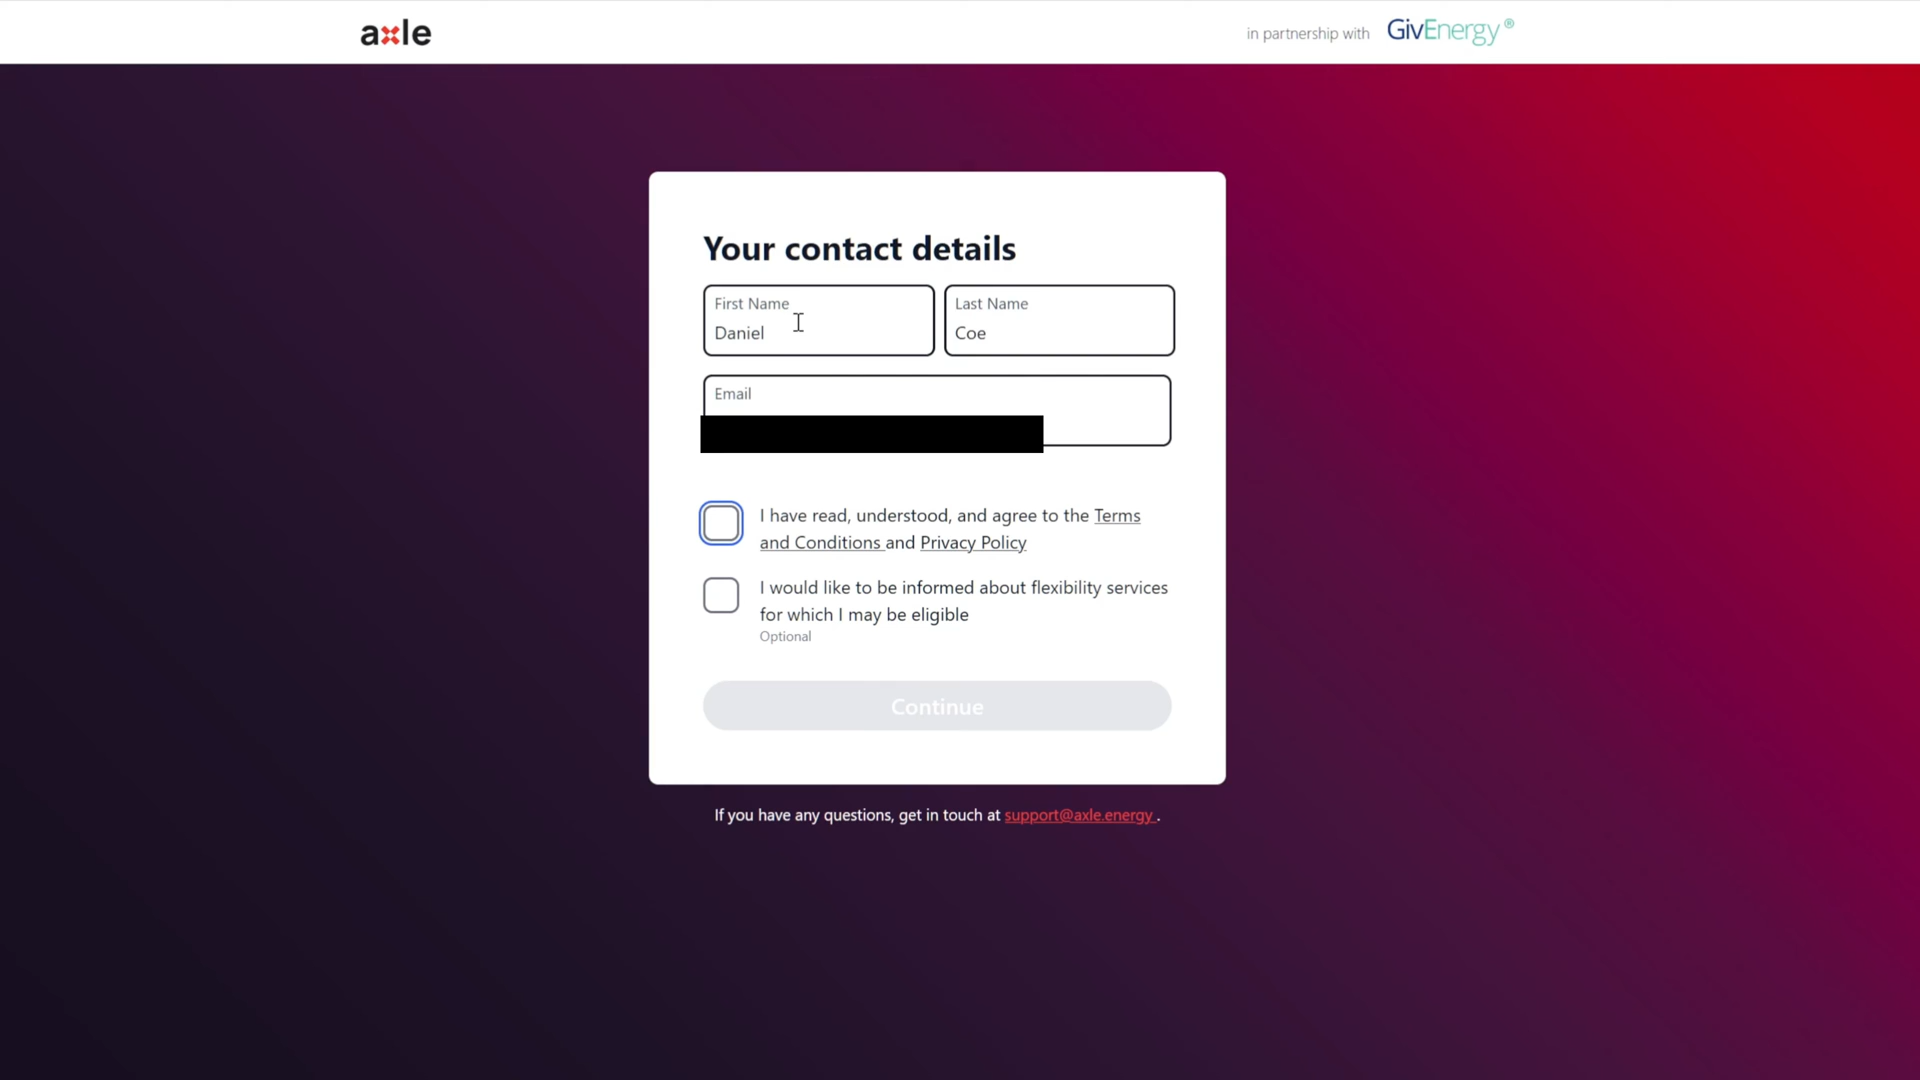 axle
in partnership with GivEnergy®
Your contact details
First Name
Daniel
Last Name
Coe
Email
I have read, understood, and agree to the Terms
and Conditions and Privacy Policy
I would like to be informed about flexibility services
for which I may be eligible
Optional
Continue
If you have any questions, get in touch at support@axle.energy .